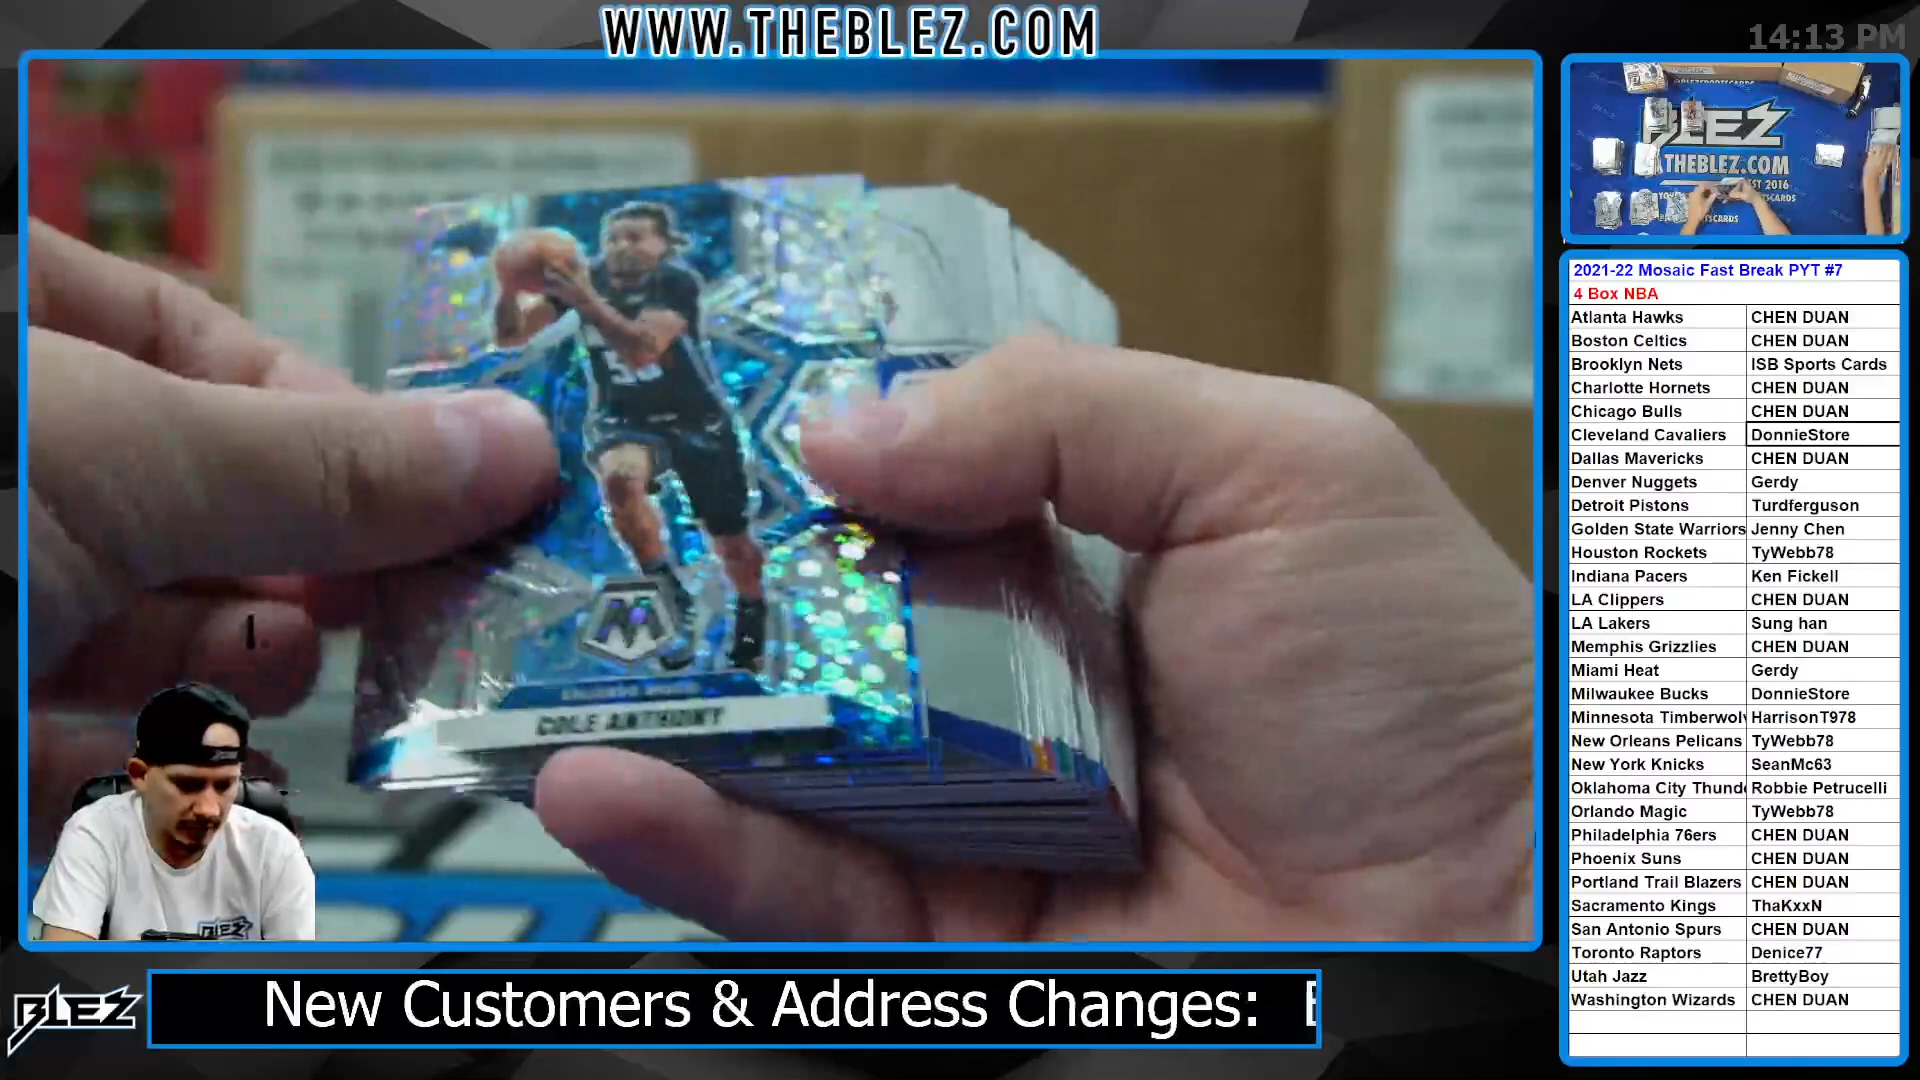 WWW.THEBLEZ.COM
14:13 PM
BLEZ
THEBLEZ.COM
2021-22 Mosaic Fast Break PYT #7
4 Box NBA
Atlanta Hawks CHEN DUAN
Boston Celtics CHEN DUAN
Brooklyn Nets ISB Sports Cards
Charlotte Hornets CHEN DUAN
Chicago Bulls CHEN DUAN
Cleveland Cavaliers DonnieStore
Dallas Mavericks CHEN DUAN
Denver Nuggets Gerdy
Detroit Pistons Turdferguson
Golden State Warriors Jenny Chen
Houston Rockets TyWebb78
Indiana Pacers Ken Fickell
LA Clippers CHEN DUAN
LA Lakers Sung han
Memphis Grizzlies CHEN DUAN
Miami Heat Gerdy
Milwaukee Bucks DonnieStore
Minnesota Timberwolv HarrisonT978
New Orleans Pelicans TyWebb78
New York Knicks SeanMc63
Oklahoma City Thund Robbie Petrucelli
Orlando Magic TyWebb78
Philadelphia 76ers CHEN DUAN
Phoenix Suns CHEN DUAN
Portland Trail Blazers CHEN DUAN
Sacramento Kings ThaKxxN
San Antonio Spurs CHEN DUAN
Toronto Raptors Denice77
Utah Jazz BrettyBoy
Washington Wizards CHEN DUAN
M
COLE ANTHONY
BLEZ
New Customers & Address Changes: